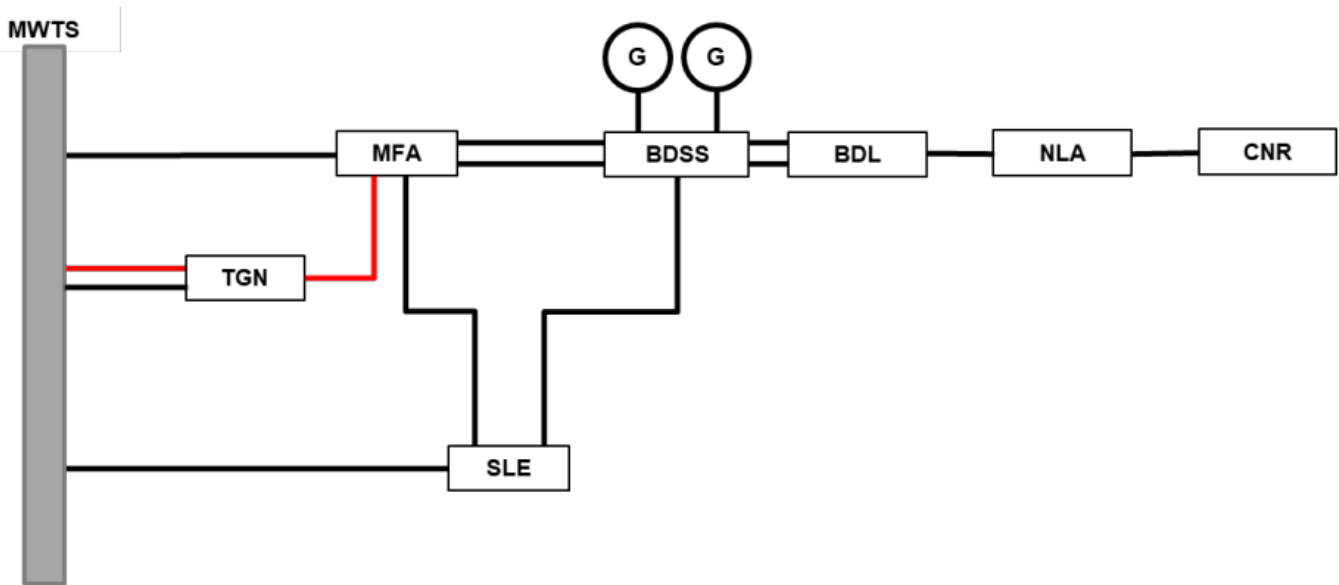 MWTS
G G
MFA BDSS BDL NLA CNR
TGN
SLE